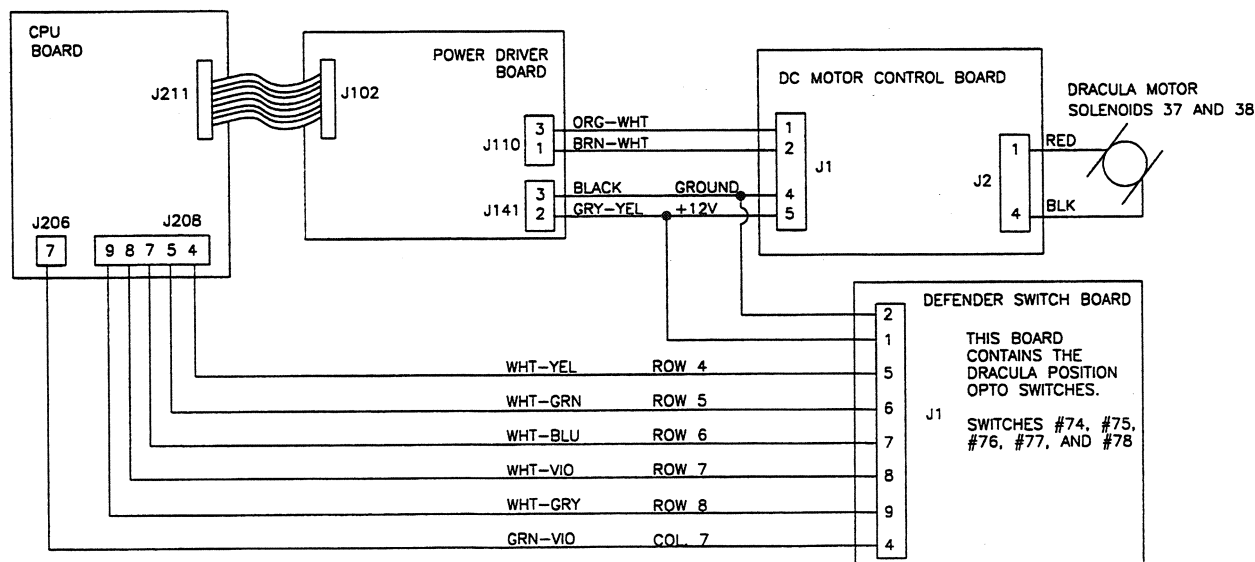 CPU
BOARD
J211
J206
7
J208
9 8 7 5 4
POWER DRIVER
BOARD
J102
J110
3
1
J141
3
2
ORG-WHT
BRN-WHT
BLACK GROUND
GRY-YEL +12V
DC MOTOR CONTROL BOARD
1
2
4
5
J1
J2
1
4
RED
BLK
DRACULA MOTOR
SOLENOIDS 37 AND 38
DEFENDER SWITCH BOARD
2
1
5
6
7
8
9
4
J1
THIS BOARD
CONTAINS THE
DRACULA POSITION
OPTO SWITCHES.
SWITCHES #74, #75,
#76, #77, AND #78
WHT-YEL ROW 4
WHT-GRN ROW 5
WHT-BLU ROW 6
WHT-VIO ROW 7
WHT-GRY ROW 8
GRN-VIO COL. 7